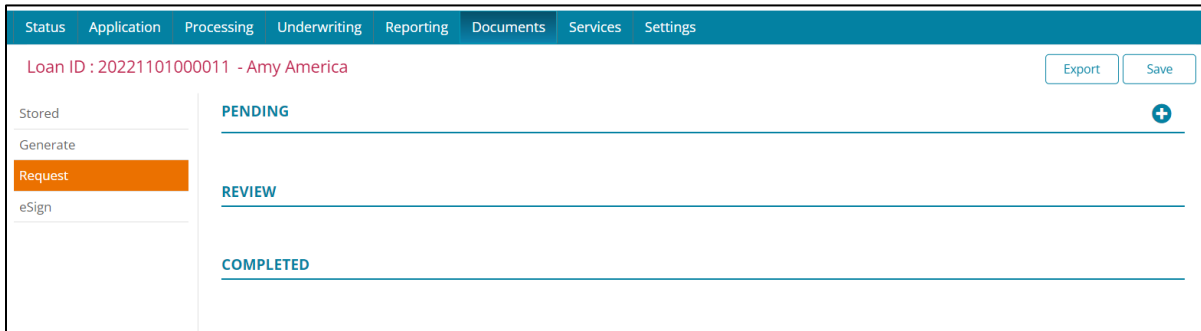 Status Application Processing Underwriting Reporting Documents Services Settings
Loan ID : 20221101000011 - Amy America
Export Save
Stored
Generate
Request
eSign
PENDING
REVIEW
COMPLETED